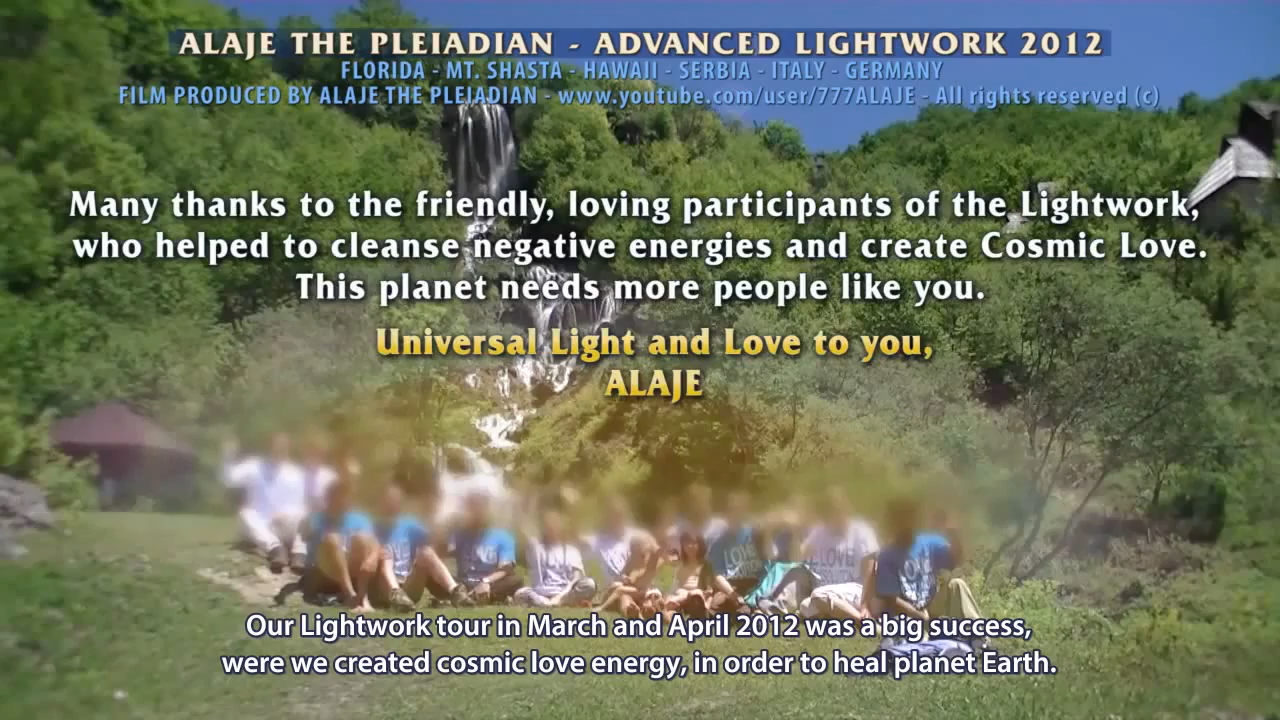 ALAJE THE PLEIADIAN - ADVANCED LIGHTWORK 2012
FLORIDA - MT. SHASTA - HAWAII - SERBIA - ITALY - GERMANY
FILM PRODUCED BY ALAJE THE PLEIADIAN - www.youtube.com/user/777ALAJE - All rights reserved (c)
Many thanks to the friendly, loving participants of the Lightwork,
who helped to cleanse negative energies and create Cosmic Love.
This planet needs more people like you.
Universal Light and Love to you,
ALAJE
LOVE
LOVE
Our Lightwork tour in March and April 2012 was a big success,
were we created cosmic love energy, in order to heal planet Earth.